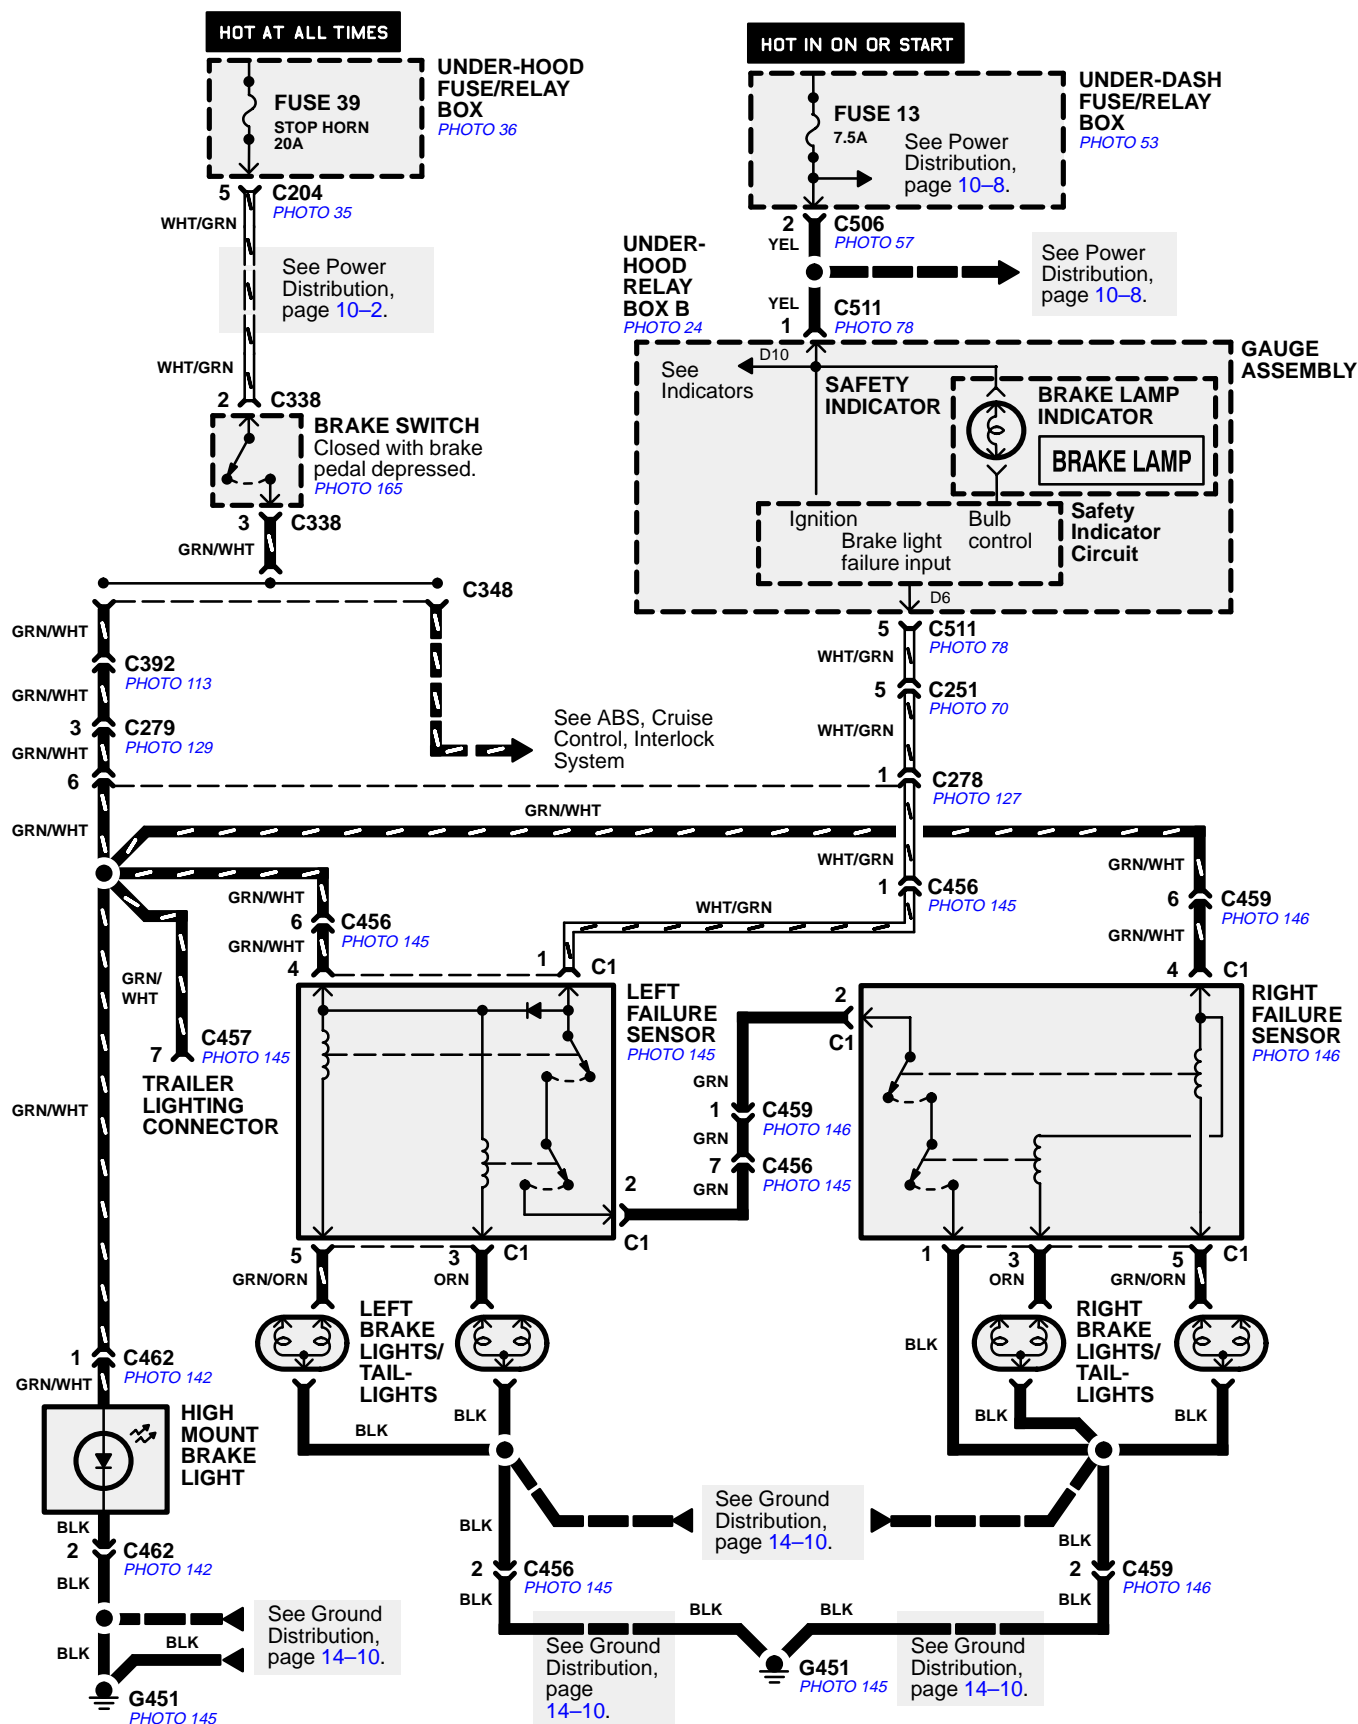 HOT AT ALL TIMES
FUSE 39
STOP HORN
20A
UNDER-HOOD
FUSE/RELAY
BOX
PHOTO 36
5
C204
PHOTO 35
WHT/GRN
See Power
Distribution,
page 10–2.
WHT/GRN
2
C338
BRAKE SWITCH
Closed with brake
pedal depressed.
PHOTO 165
3
C338
GRN/WHT
C348
HOT IN ON OR START
FUSE 13
7.5A
See Power
Distribution,
page 10–8.
UNDER-DASH
FUSE/RELAY
BOX
PHOTO 53
2
C506
PHOTO 57
YEL
See Power
Distribution,
page 10–8.
UNDER-
HOOD
RELAY
BOX B
PHOTO 24
YEL
C511
PHOTO 78
1
GAUGE
ASSEMBLY
D10
See
Indicators
SAFETY
INDICATOR
BRAKE LAMP
INDICATOR
BRAKE LAMP
Ignition
Bulb
control
Brake light
failure input
Safety
Indicator
Circuit
D6
5
C511
PHOTO 78
WHT/GRN
5
C251
PHOTO 70
WHT/GRN
1
C278
PHOTO 127
GRN/WHT
C392
PHOTO 113
GRN/WHT
3
C279
PHOTO 129
GRN/WHT
6
See ABS, Cruise
Control, Interlock
System
GRN/WHT
GRN/WHT
WHT/GRN
1
C456
PHOTO 145
WHT/GRN
GRN/WHT
6
C459
PHOTO 146
GRN/WHT
4
C1
GRN/WHT
6
C456
PHOTO 145
GRN/WHT
4
1
C1
GRN/
WHT
C457
7
PHOTO 145
TRAILER
LIGHTING
CONNECTOR
GRN/WHT
LEFT
FAILURE
SENSOR
PHOTO 145
2
C1
GRN
1
C459
PHOTO 146
GRN
7
C456
PHOTO 145
GRN
2
C1
RIGHT
FAILURE
SENSOR
PHOTO 146
5
3
C1
GRN/ORN
ORN
LEFT
BRAKE
LIGHTS/
TAIL-
LIGHTS
1
3
5
C1
ORN
GRN/ORN
BLK
RIGHT
BRAKE
LIGHTS/
TAIL-
LIGHTS
1
C462
PHOTO 142
GRN/WHT
HIGH
MOUNT
BRAKE
LIGHT
BLK
BLK
BLK
BLK
BLK
2
C462
PHOTO 142
BLK
See Ground
Distribution,
page 14–10.
BLK
BLK
G451
PHOTO 145
BLK
2
C456
PHOTO 145
BLK
See Ground
Distribution,
page 14–10.
BLK
2
C459
PHOTO 146
BLK
BLK
BLK
See Ground
Distribution,
page
14–10.
G451
PHOTO 145
See Ground
Distribution,
page 14–10.